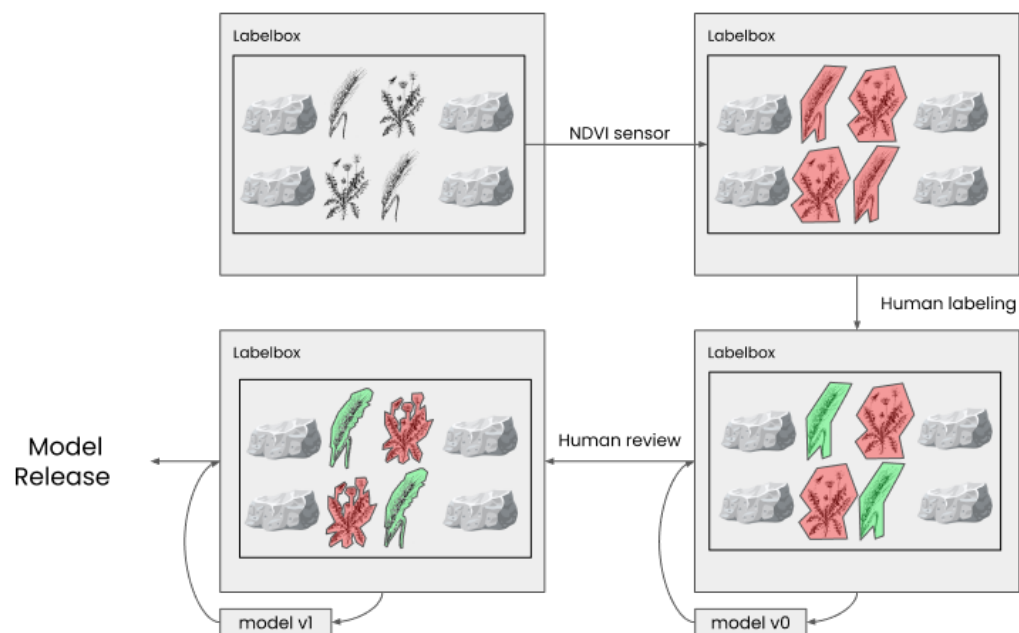 Labelbox
Labelbox
NDVI sensor
Human labeling
Labelbox
Labelbox
Human review
Model
Release
model v1
model v0